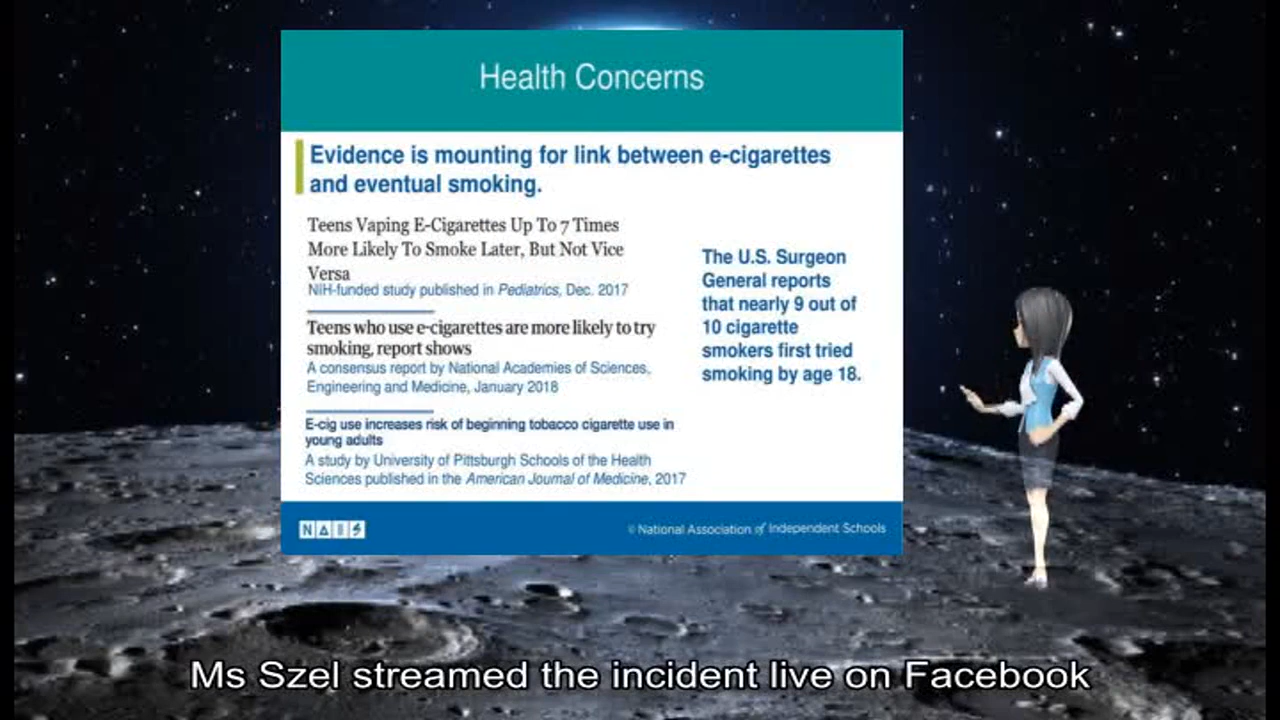 Health Concerns
Evidence is mounting for link between e-cigarettes
and eventual smoking.
Teens Vaping E-Cigarettes Up To 7 Times
More Likely To Smoke Later, But Not Vice
Versa
NIH-funded study published in Pediatrics, Dec. 2017
Teens who use e-cigarettes are more likely to try
smoking, report shows
A consensus report by National Academies of Sciences,
Engineering and Medicine, January 2018
E-cig use increases risk of beginning tobacco cigarette use in
young adults
A study by University of Pittsburgh Schools of the Health
Sciences published in the American Journal of Medicine, 2017
The U.S. Surgeon
General reports
that nearly 9 out of
10 cigarette
smokers first tried
smoking by age 18.
NAIS
© National Association of Independent Schools
Ms Szel streamed the incident live on Facebook